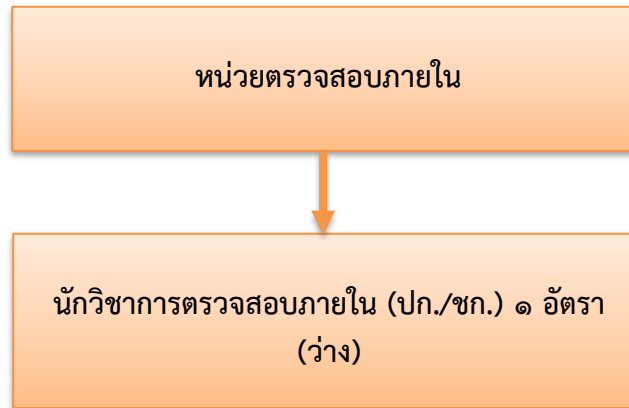 หน่วยตรวจสอบภายใน
นักวิชาการตรวจสอบภายใน (ปก./ชก.) ๑ อัตรา
(ว่าง)